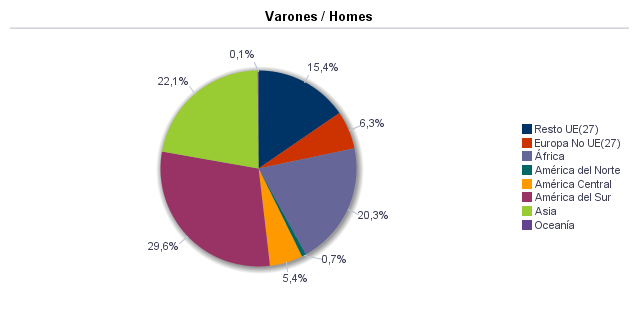 Varones / Homes
0,1%
15,4%
22,1%
6,3%
20,3%
29,6%
0,7%
5,4%
Resto UE(27)
Europa No UE(27)
África
América del Norte
América Central
América del Sur
Asia
Oceanía